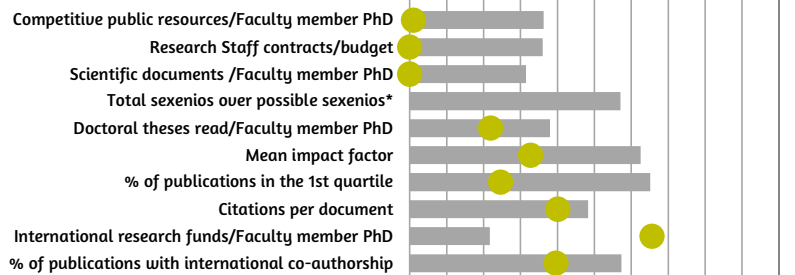 Competitive public resources/Faculty member PhD
Research Staff contracts/budget
Scientific documents /Faculty member PhD
Total sexenios over possible sexenios*
Doctoral theses read/Faculty member PhD
Mean impact factor
% of publications in the 1st quartile
Citations per document
International research funds/Faculty member PhD
% of publications with international co-authorship